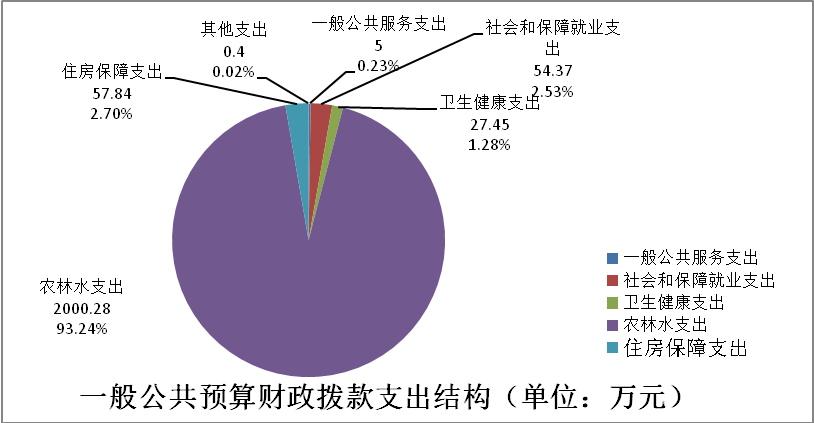 其他支出
0.4
0.02%
一般公共服务支出
5
0.23%
社会和保障就业支
出
54.37
2.53%
住房保障支出
57.84
2.70%
卫生健康支出
27.45
1.28%
农林水支出
2000.28
93.24%
一般公共服务支出
社会和保障就业支出
卫生健康支出
农林水支出
住房保障支出
一般公共预算财政拨款支出结构（单位：万元）